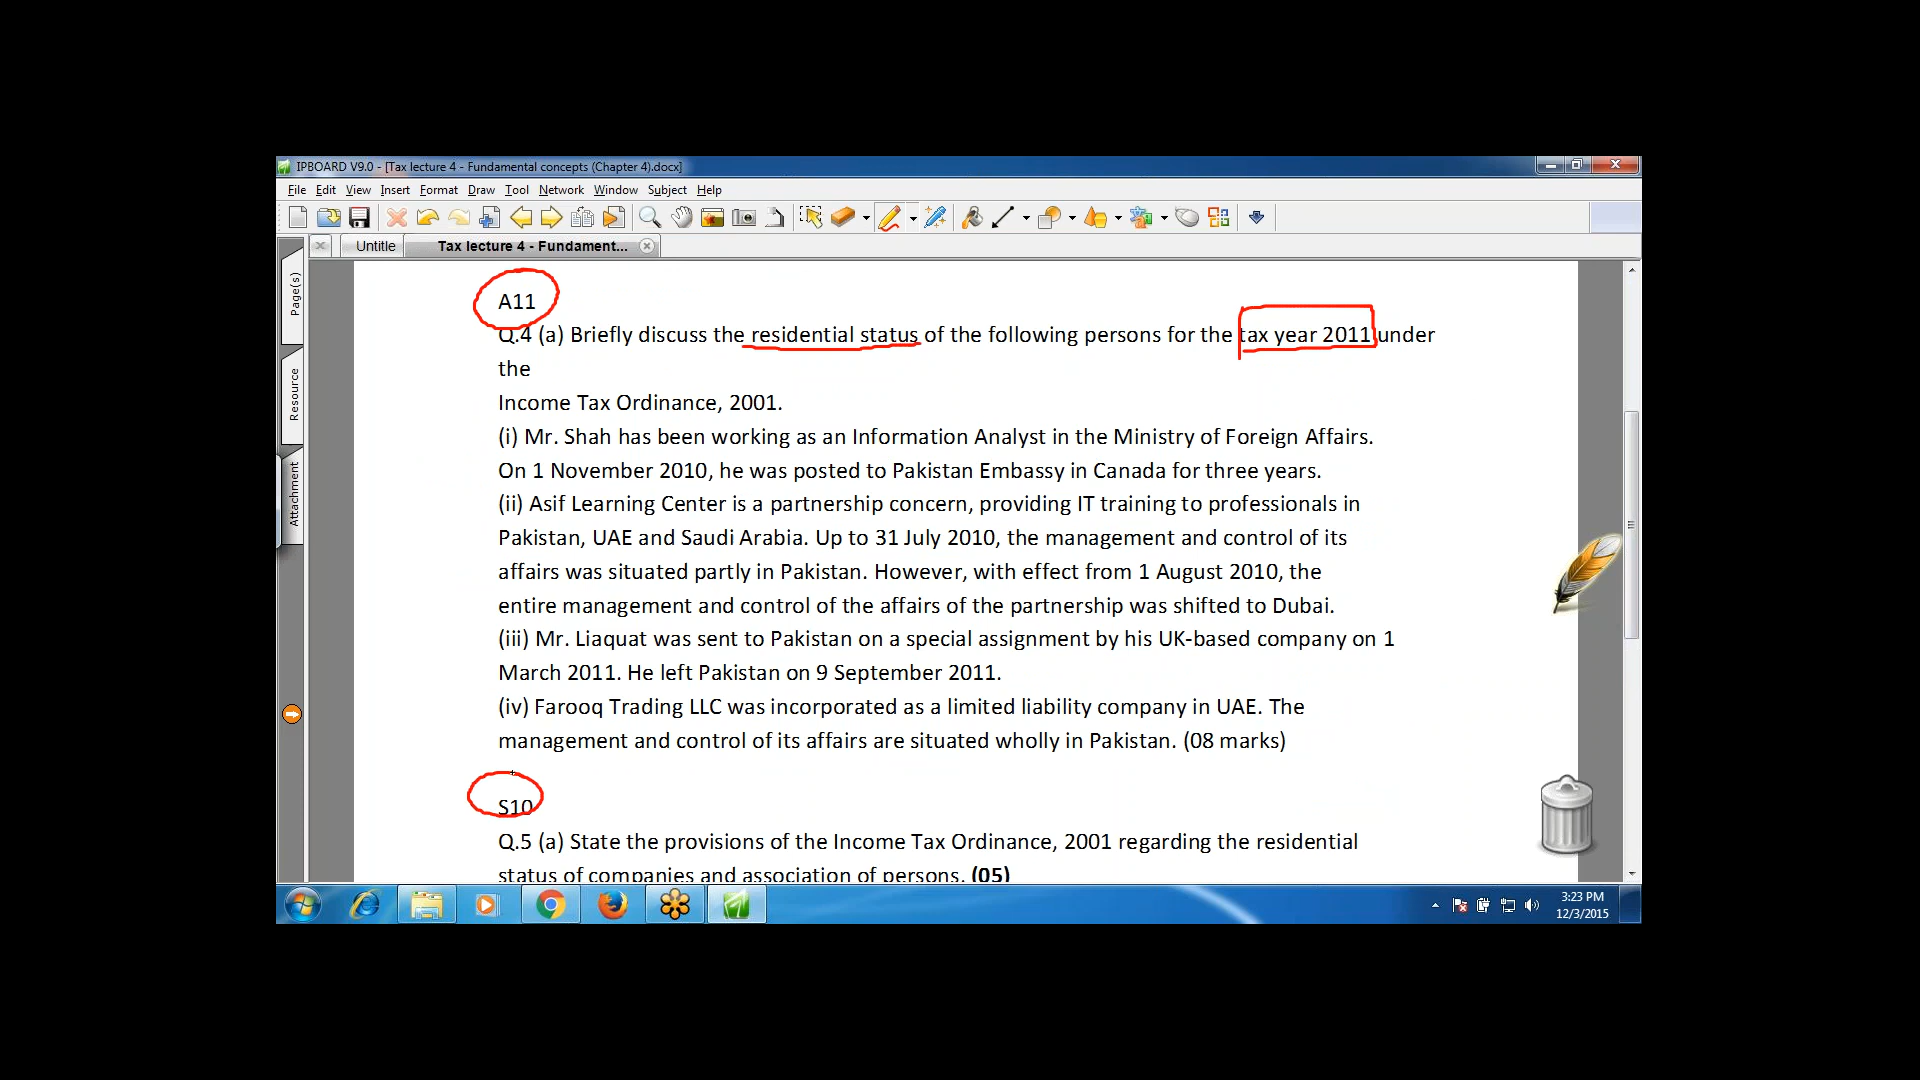 IPBOARD V9.0 - [Tax lecture 4 - Fundamental concepts (Chapter 4).docx]
File Edit View Insert Format Draw Tool Network Window Subject Help
Untitle Tax lecture 4 - Fundament...
Page(s)
Resource
Attachment
A11
Q.4 (a) Briefly discuss the residential status of the following persons for the tax year 2011 under
the
Income Tax Ordinance, 2001.
(i) Mr. Shah has been working as an Information Analyst in the Ministry of Foreign Affairs.
On 1 November 2010, he was posted to Pakistan Embassy in Canada for three years.
(ii) Asif Learning Center is a partnership concern, providing IT training to professionals in
Pakistan, UAE and Saudi Arabia. Up to 31 July 2010, the management and control of its
affairs was situated partly in Pakistan. However, with effect from 1 August 2010, the
entire management and control of the affairs of the partnership was shifted to Dubai.
(iii) Mr. Liaquat was sent to Pakistan on a special assignment by his UK-based company on 1
March 2011. He left Pakistan on 9 September 2011.
(iv) Farooq Trading LLC was incorporated as a limited liability company in UAE. The
management and control of its affairs are situated wholly in Pakistan. (08 marks)
S10
Q.5 (a) State the provisions of the Income Tax Ordinance, 2001 regarding the residential
status of companies and association of persons. (05)
3:23 PM
12/3/2015